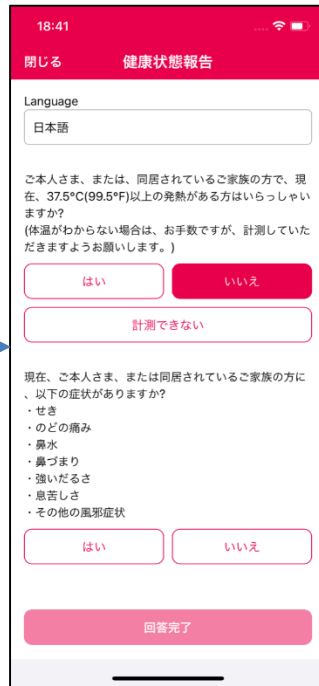 18:41
閉じる 健康状態報告
Language
日本語
ご本人さま、または、同居されているご家族の方で、現
在、37.5°C(99.5°F)以上の発熱がある方はいらっしゃい
ますか?
(体温がわからない場合は、お手数ですが、計測していた
だきますようお願いします。)
はい いいえ
計測できない
現在、ご本人さま、または同居されているご家族の方に
、以下の症状がありますか?
・せき
・のどの痛み
・鼻水
・鼻づまり
・強いだるさ
・息苦しさ
・その他の風邪症状
はい いいえ
回答完了